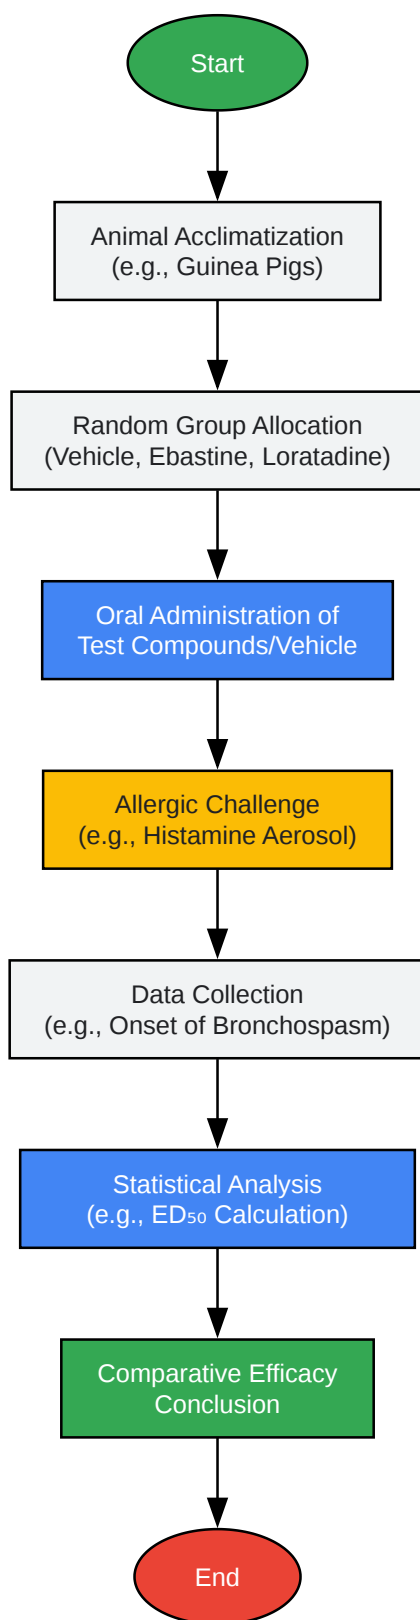 Start
Animal Acclimatization
(e.g., Guinea Pigs)
Random Group Allocation
(Vehicle, Ebastine, Loratadine)
Oral Administration of
Test Compounds/Vehicle
Allergic Challenge
(e.g., Histamine Aerosol)
Data Collection
(e.g., Onset of Bronchospasm)
Statistical Analysis
(e.g., ED₅₀ Calculation)
Comparative Efficacy
Conclusion
End